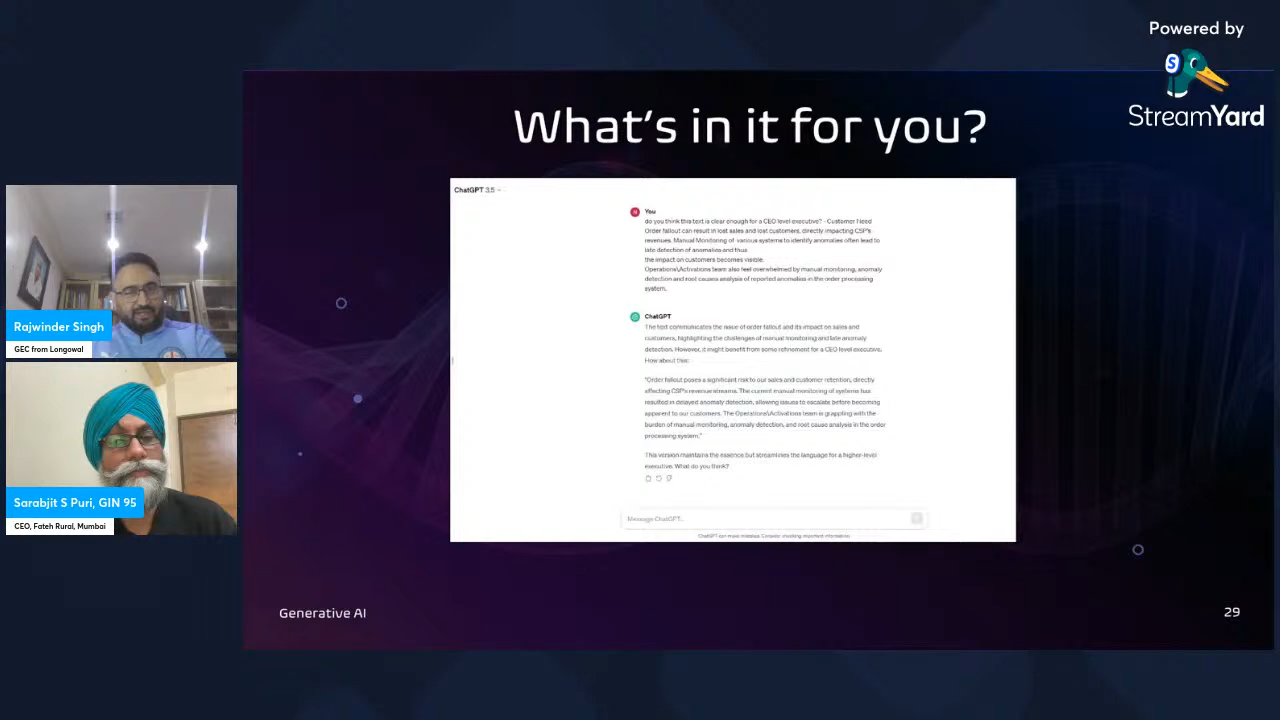 Powered by
StreamYard
What's in it for you?
ChatGPT 3.5
You
do you think this text is clear enough for a CEO level executive? - Customer Need
Order fallout can result in lost sales and lost customers, directly impacting CSP's
revenues. Manual Monitoring of various systems to identify anomalies often lead to
late detection of anomalies and thus
the impact on customers becomes visible.
Operations\Activations team also feel overwhelmed by manual monitoring, anomaly
detection and root causes analysis of reported anomalies in the order processing
system.
ChatGPT
The text communicates the issue of order fallout and its impact on sales and
customers, highlighting the challenges of manual monitoring and late anomaly
detection. However, it might benefit from some refinement for a CEO level executive.
How about this:
"Order fallout poses a significant risk to our sales and customer retention, directly
affecting CSP's revenue streams. The current manual monitoring of systems has
resulted in delayed anomaly detection, allowing issues to escalate before becoming
apparent to our customers. The Operations\Activations team is grappling with the
burden of manual monitoring, anomaly detection, and root cause analysis in the order
processing system."
This version maintains the essence but streamlines the language for a higher-level
executive. What do you think?
Message ChatGPT...
ChatGPT can make mistakes. Consider checking important information.
Rajwinder Singh
GEC from Longowal
Sarabjit S Puri, GIN 95
CEO, Fateh Rural, Mumbai
Generative AI
29